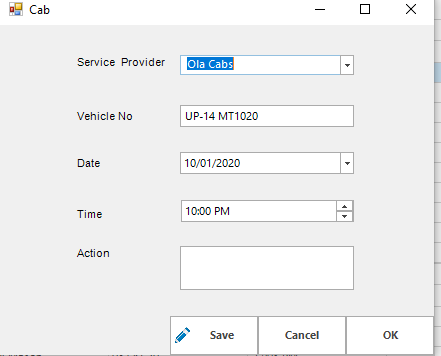 Cab
Service Provider Ola Cabs
Vehicle No UP-14 MT1020
Date 10/01/2020
Time 10:00 PM
Action
Save Cancel OK